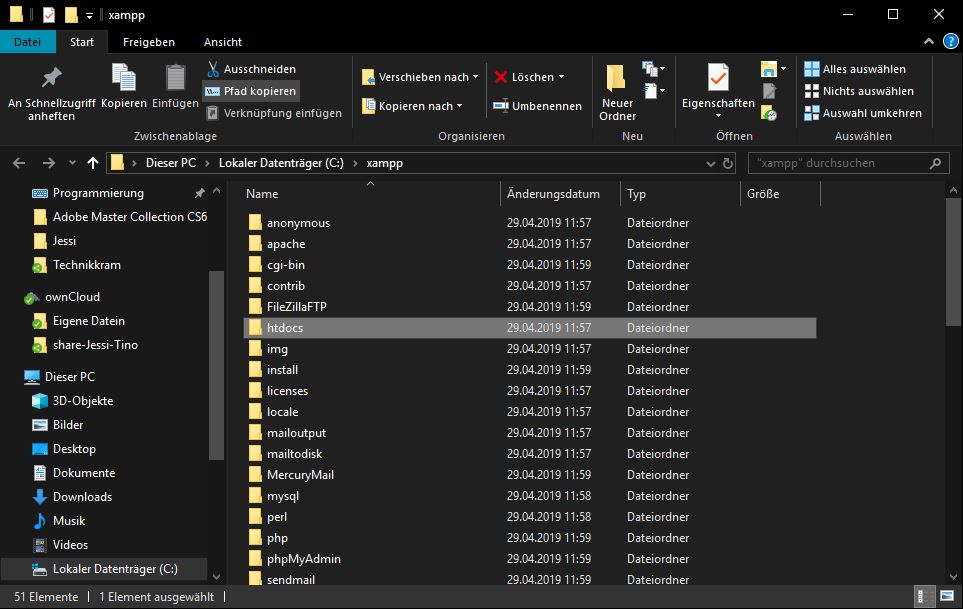 xampp
Datei Start Freigeben Ansicht
An Schnellzugriff anheften
Kopieren
Einfügen
Ausschneiden
Pfad kopieren
Verknüpfung einfügen
Zwischenablage
Verschieben nach
Kopieren nach
Löschen
Umbenennen
Organisieren
Neuer Ordner
Neu
Eigenschaften
Öffnen
Alles auswählen
Nichts auswählen
Auswahl umkehren
Auswählen
Dieser PC › Lokaler Datenträger (C:) › xampp
"xampp" durchsuchen
Programmierung
Adobe Master Collection CS6
Jessi
Technikkram
ownCloud
Eigene Datein
share-Jessi-Tino
Dieser PC
3D-Objekte
Bilder
Desktop
Dokumente
Downloads
Musik
Videos
Lokaler Datenträger (C:)
Name Änderungsdatum Typ Größe
anonymous 29.04.2019 11:57 Dateiordner
apache 29.04.2019 11:57 Dateiordner
cgi-bin 29.04.2019 11:59 Dateiordner
contrib 29.04.2019 11:57 Dateiordner
FileZillaFTP 29.04.2019 11:59 Dateiordner
htdocs 29.04.2019 11:57 Dateiordner
img 29.04.2019 11:57 Dateiordner
install 29.04.2019 11:59 Dateiordner
licenses 29.04.2019 11:57 Dateiordner
locale 29.04.2019 11:57 Dateiordner
mailoutput 29.04.2019 11:57 Dateiordner
mailtodisk 29.04.2019 11:57 Dateiordner
MercuryMail 29.04.2019 11:59 Dateiordner
mysql 29.04.2019 11:58 Dateiordner
perl 29.04.2019 11:58 Dateiordner
php 29.04.2019 11:59 Dateiordner
phpMyAdmin 29.04.2019 11:59 Dateiordner
sendmail 29.04.2019 11:59 Dateiordner
51 Elemente 1 Element ausgewählt